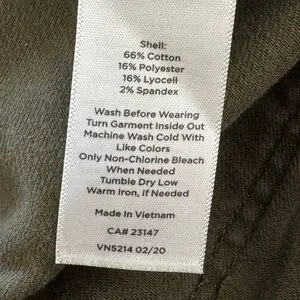 Shell:
66% Cotton
16% Polyester
16% Lyocell
2% Spandex
Wash Before Wearing
Turn Garment Inside Out
Machine Wash Cold With
Like Colors
Only Non-Chlorine Bleach
When Needed
Tumble Dry Low
Warm Iron, If Needed
Made In Vietnam
CA# 23147
VN5214 02/20